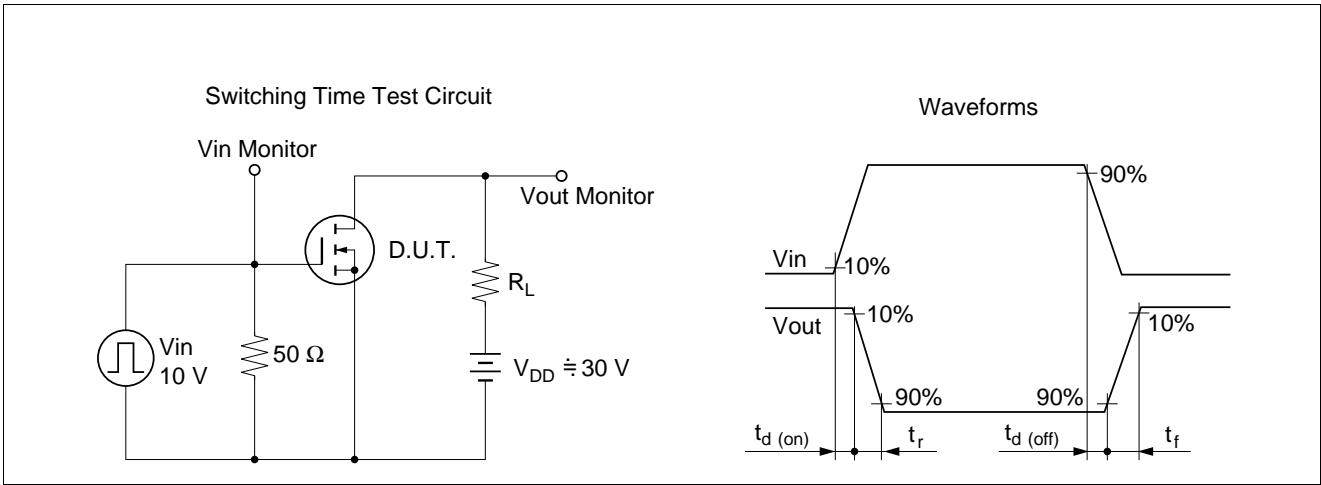 Switching Time Test Circuit
Vin Monitor
Vout Monitor
D.U.T.
R_L
Vin
10 V
50 Ω
V_DD ≒ 30 V
Waveforms
90%
Vin
10%
Vout
10%
10%
90%
90%
t_d (on)
t_r
t_d (off)
t_f